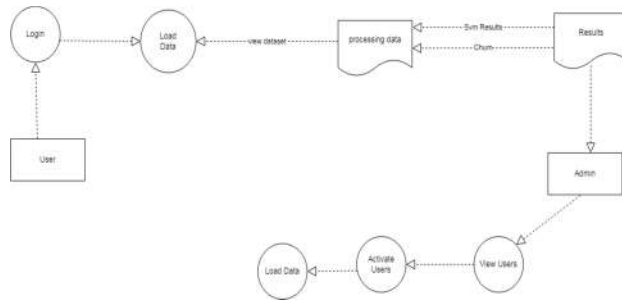 Login
Load
Data
view dataset
processing data
Svm Results
Churn
Results
User
Admin
Load Data
Activate
Users
View Users